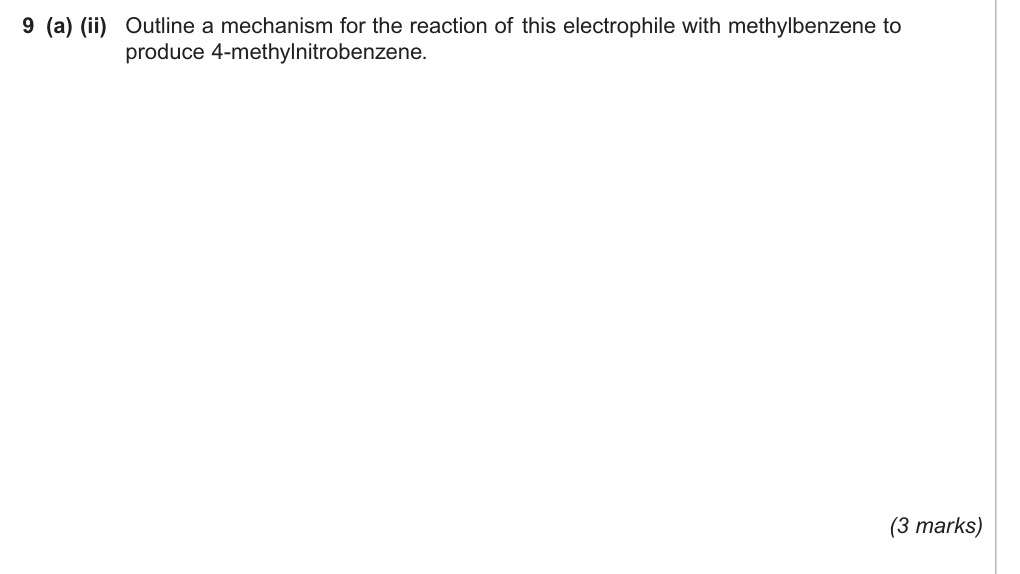 9 (a) (ii) Outline a mechanism for the reaction of this electrophile with methylbenzene to
produce 4-methylnitrobenzene.
(3 marks)